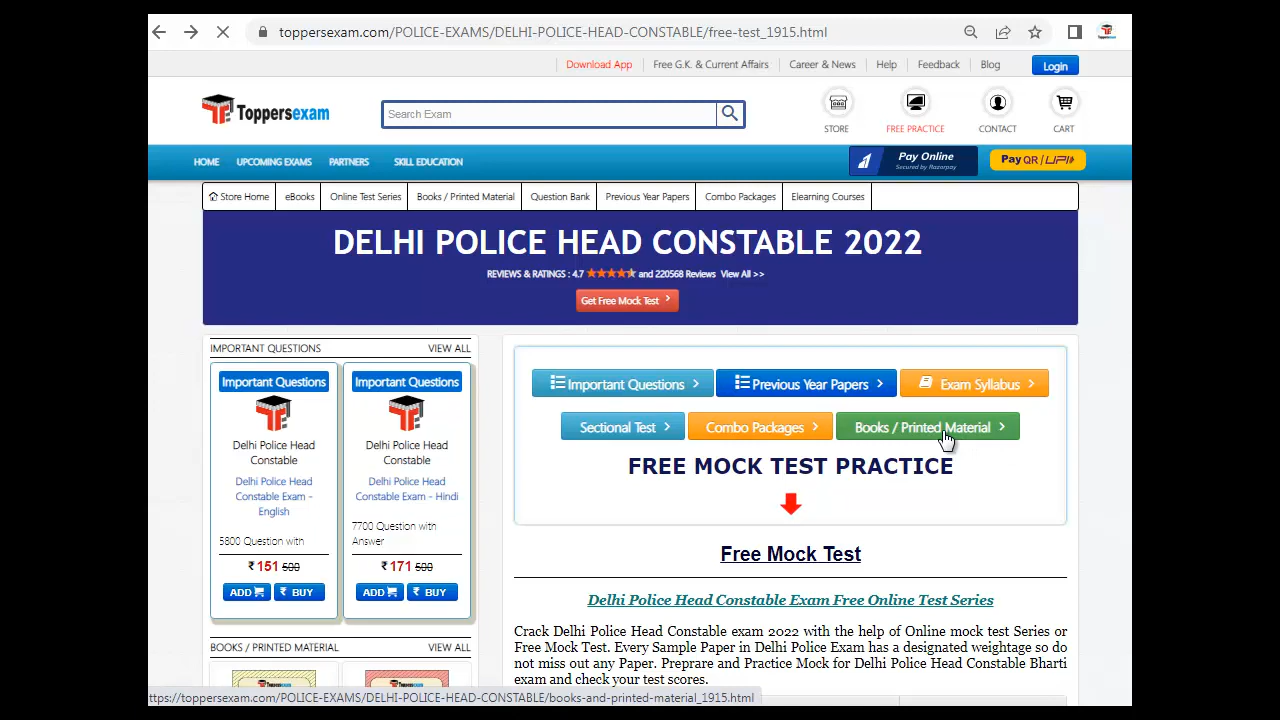 toppersexam.com/POLICE-EXAMS/DELHI-POLICE-HEAD-CONSTABLE/free-test_1915.html
Download App Free G.K. & Current Affairs Career & News Help Feedback Blog Login
Toppersexam
Search Exam
STORE FREE PRACTICE CONTACT CART
HOME UPCOMING EXAMS PARTNERS SKILL EDUCATION
Pay Online
Secured by Razorpay
Pay QR / UPI
Store Home eBooks Online Test Series Books / Printed Material Question Bank Previous Year Papers Combo Packages Elearning Courses
DELHI POLICE HEAD CONSTABLE 2022
REVIEWS & RATINGS : 4.7 and 220568 Reviews View All >>
Get Free Mock Test
IMPORTANT QUESTIONS VIEW ALL
Important Questions
Delhi Police Head
Constable
Delhi Police Head
Constable Exam -
English
5800 Question with
₹ 151 500
ADD ₹ BUY
Important Questions
Delhi Police Head
Constable
Delhi Police Head
Constable Exam - Hindi
7700 Question with
Answer
₹ 171 500
ADD ₹ BUY
BOOKS / PRINTED MATERIAL VIEW ALL
Important Questions Previous Year Papers Exam Syllabus
Sectional Test Combo Packages Books / Printed Material
FREE MOCK TEST PRACTICE
Free Mock Test
Delhi Police Head Constable Exam Free Online Test Series
Crack Delhi Police Head Constable exam 2022 with the help of Online mock test Series or
Free Mock Test. Every Sample Paper in Delhi Police Exam has a designated weightage so do
not miss out any Paper. Preprare and Practice Mock for Delhi Police Head Constable Bharti
exam and check your test scores.
https://toppersexam.com/POLICE-EXAMS/DELHI-POLICE-HEAD-CONSTABLE/books-and-printed-material_1915.html